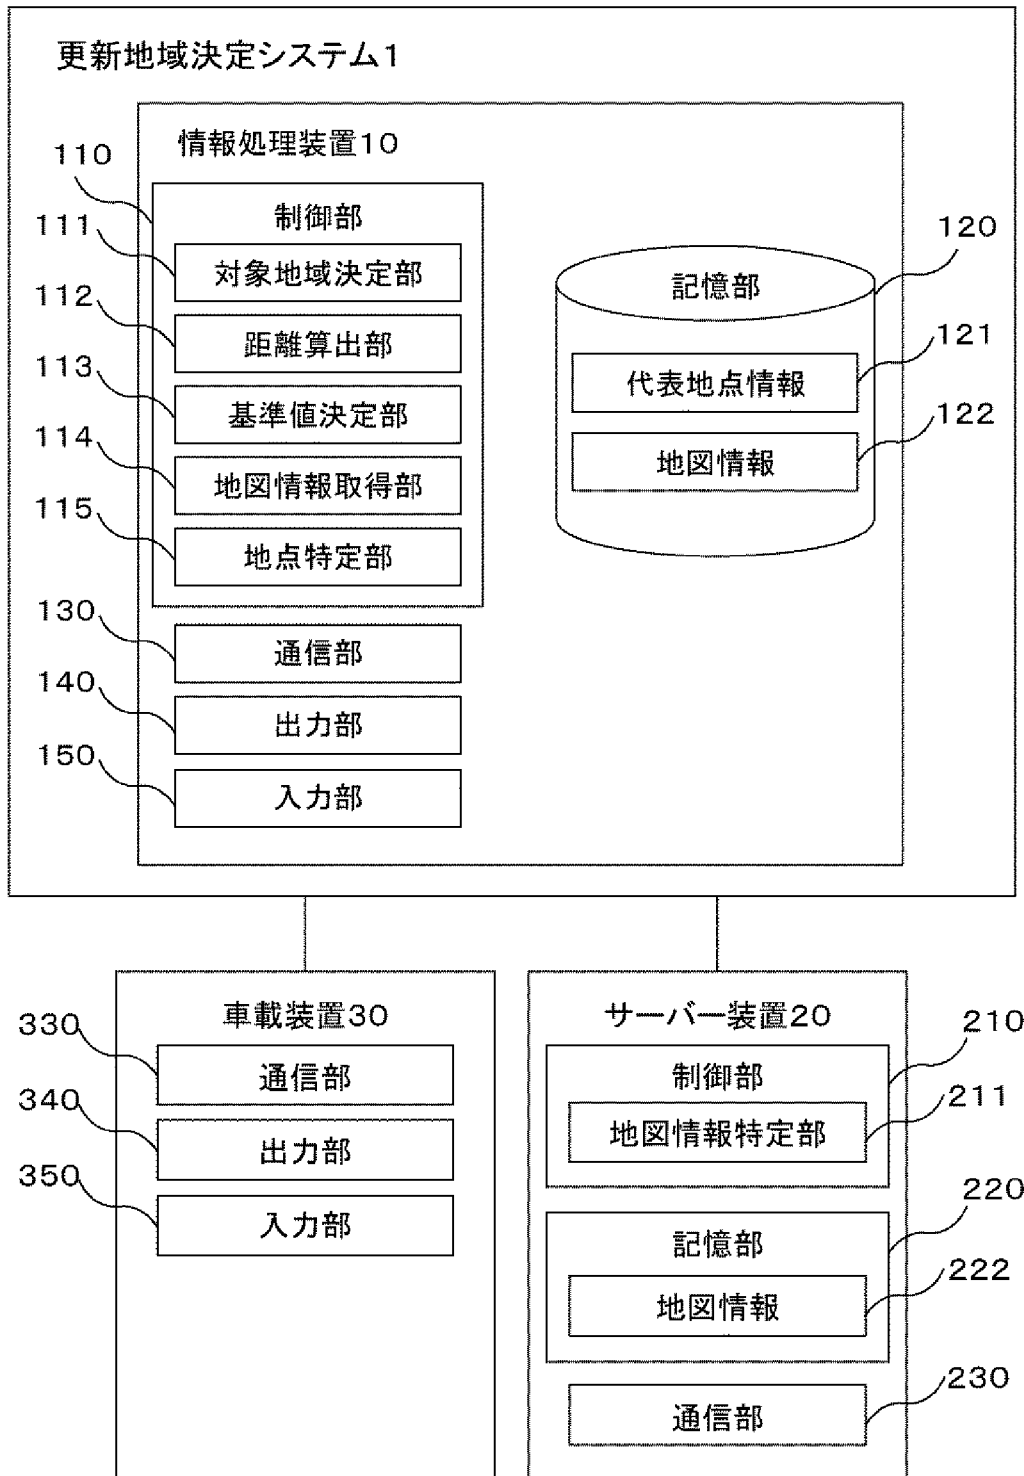 更新地域決定システム1
情報処理装置10
110
制御部
111
対象地域決定部
112
距離算出部
113
基準値決定部
114
地図情報取得部
115
地点特定部
120
記憶部
121
代表地点情報
122
地図情報
130
通信部
140
出力部
150
入力部
車載装置30
330
通信部
340
出力部
350
入力部
サーバー装置20
210
制御部
211
地図情報特定部
220
記憶部
222
地図情報
230
通信部